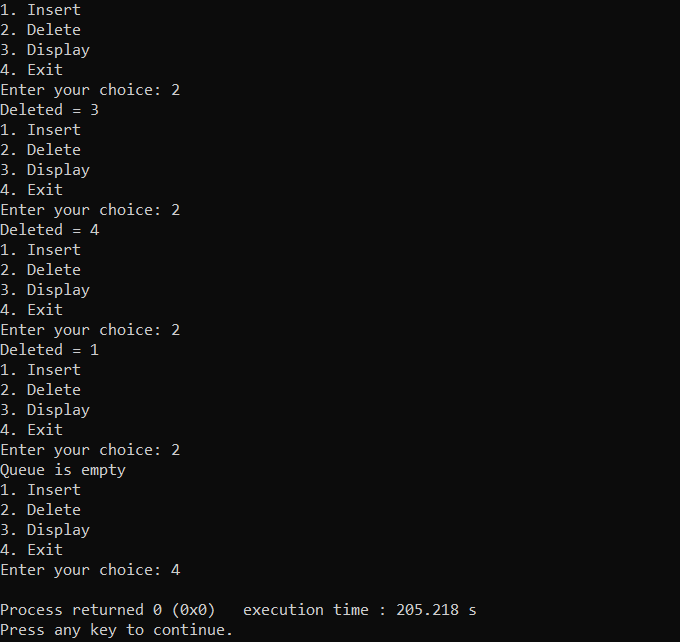 1. Insert
2. Delete
3. Display
4. Exit
Enter your choice: 2
Deleted = 3
1. Insert
2. Delete
3. Display
4. Exit
Enter your choice: 2
Deleted = 4
1. Insert
2. Delete
3. Display
4. Exit
Enter your choice: 2
Deleted = 1
1. Insert
2. Delete
3. Display
4. Exit
Enter your choice: 2
Queue is empty
1. Insert
2. Delete
3. Display
4. Exit
Enter your choice: 4

Process returned 0 (0x0)   execution time : 205.218 s
Press any key to continue.